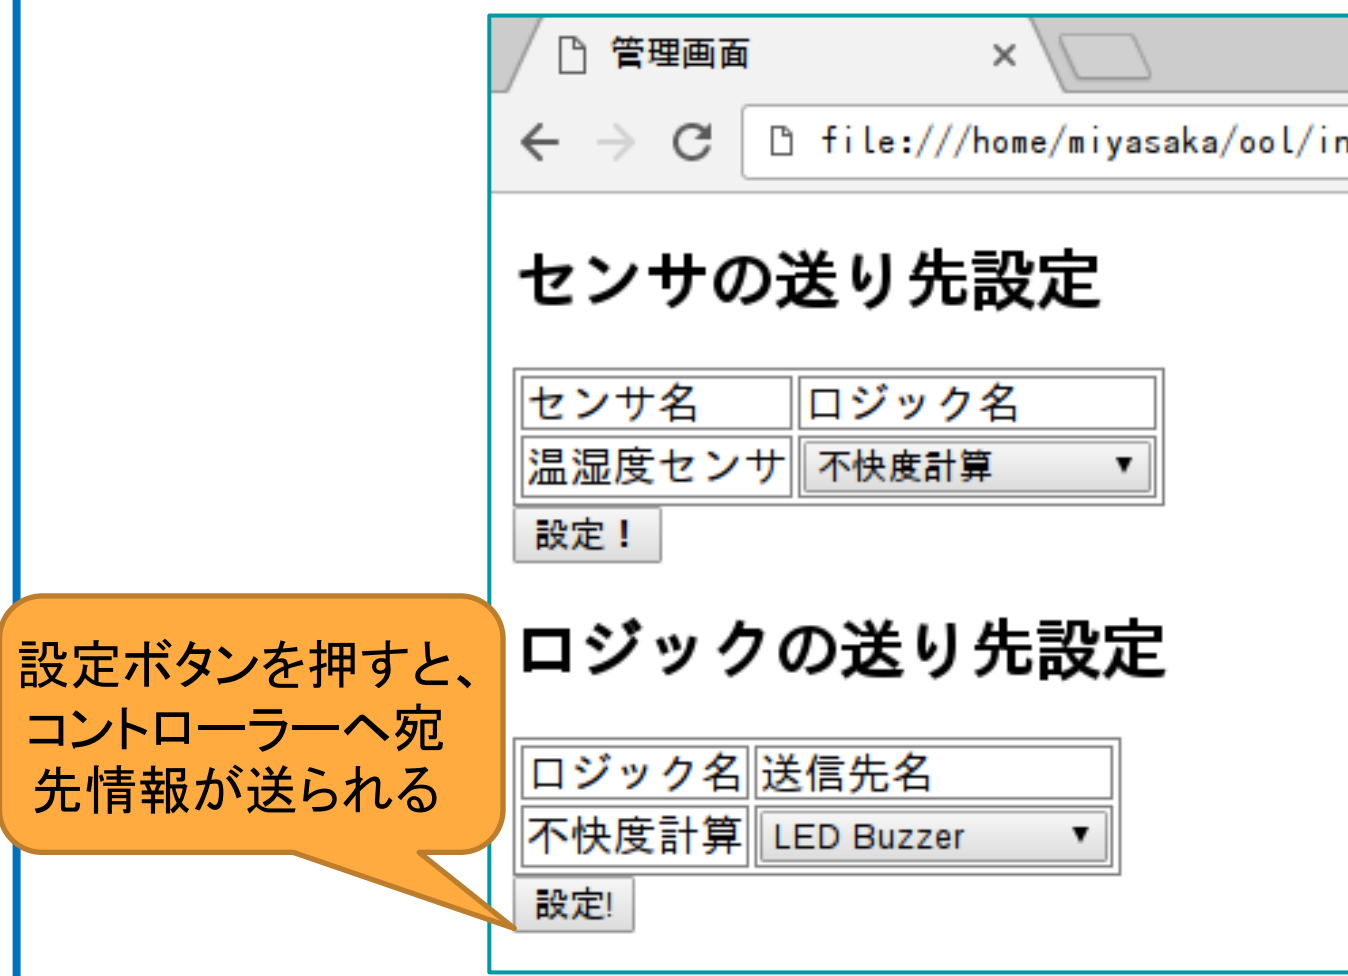 管理画面
file:///home/miyasaka/ool/in
センサの送り先設定
センサ名 ロジック名
温湿度センサ 不快度計算
設定！
ロジックの送り先設定
ロジック名 送信先名
不快度計算 LED Buzzer
設定!
設定ボタンを押すと、
コントローラーへ宛
先情報が送られる